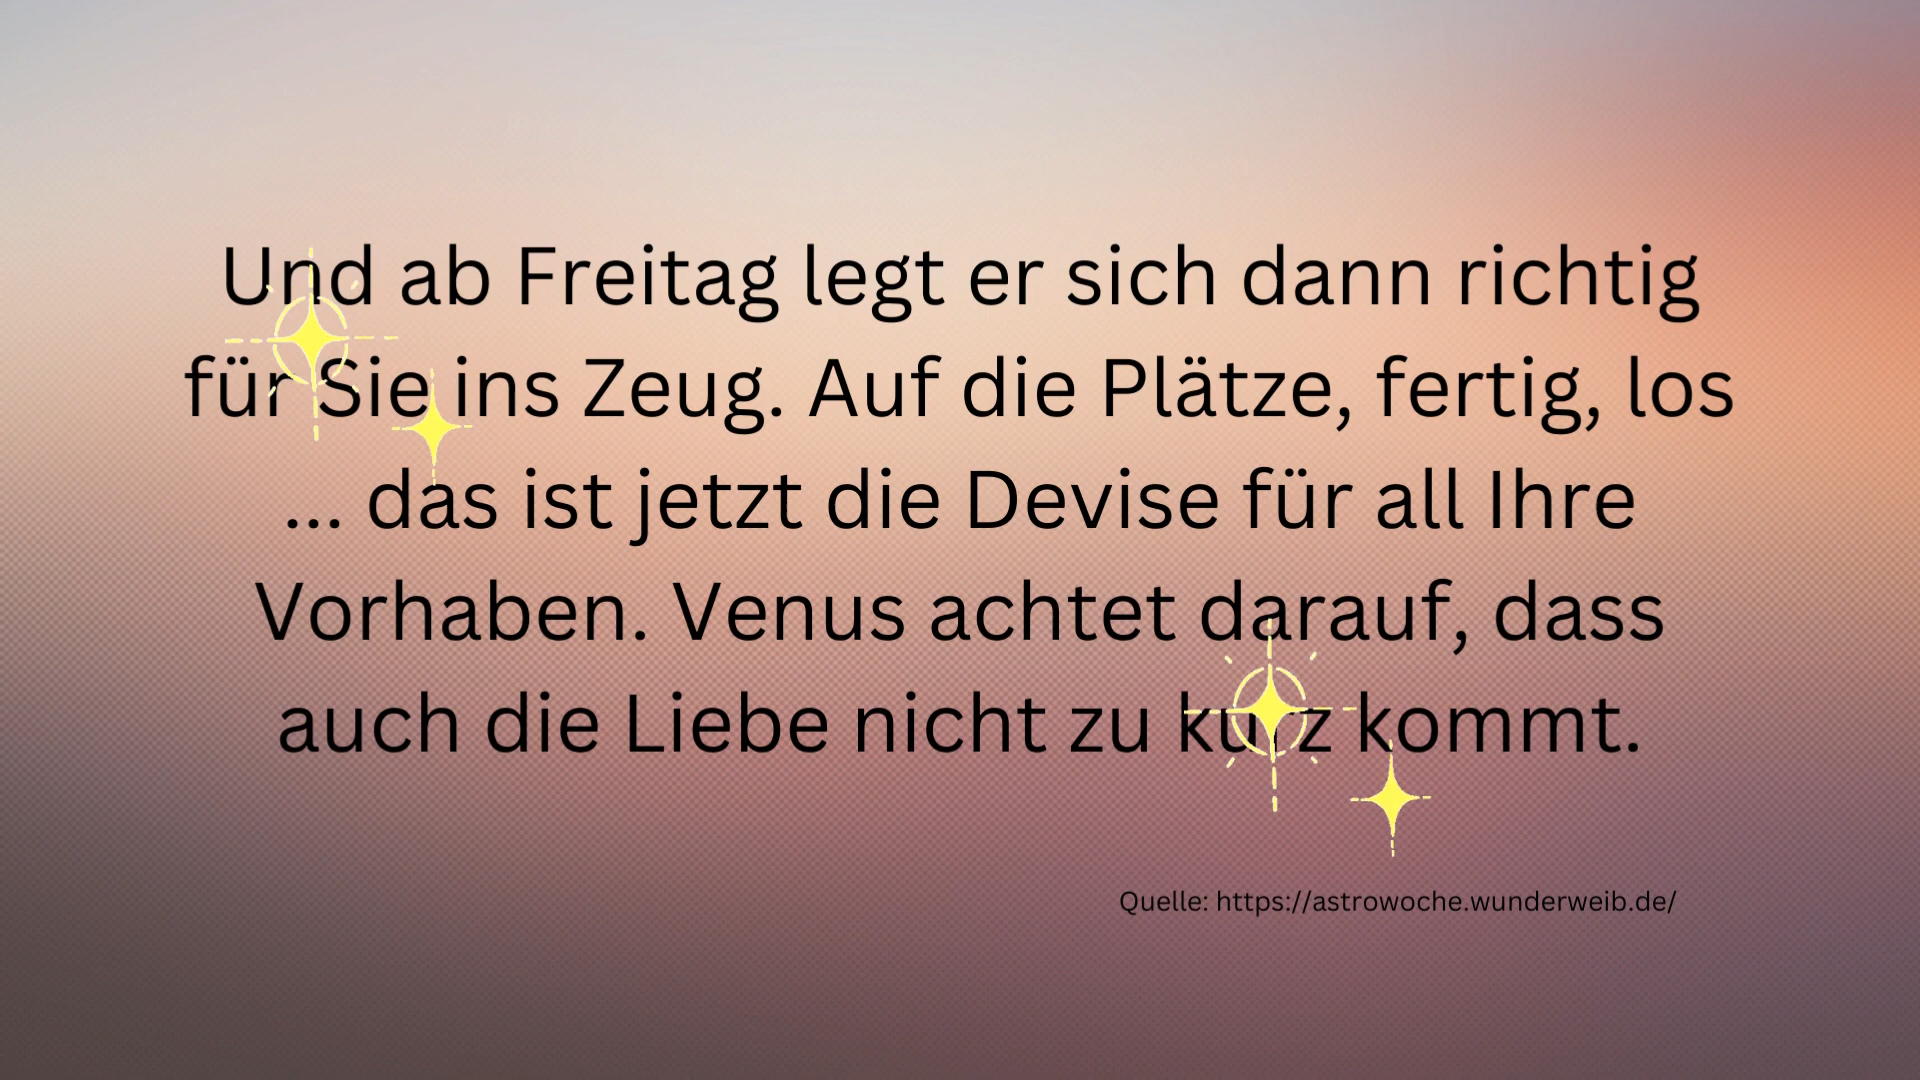 Und ab Freitag legt er sich dann richtig
für Sie ins Zeug. Auf die Plätze, fertig, los
... das ist jetzt die Devise für all Ihre
Vorhaben. Venus achtet darauf, dass
auch die Liebe nicht zu kurz kommt.
Quelle: https://astrowoche.wunderweib.de/